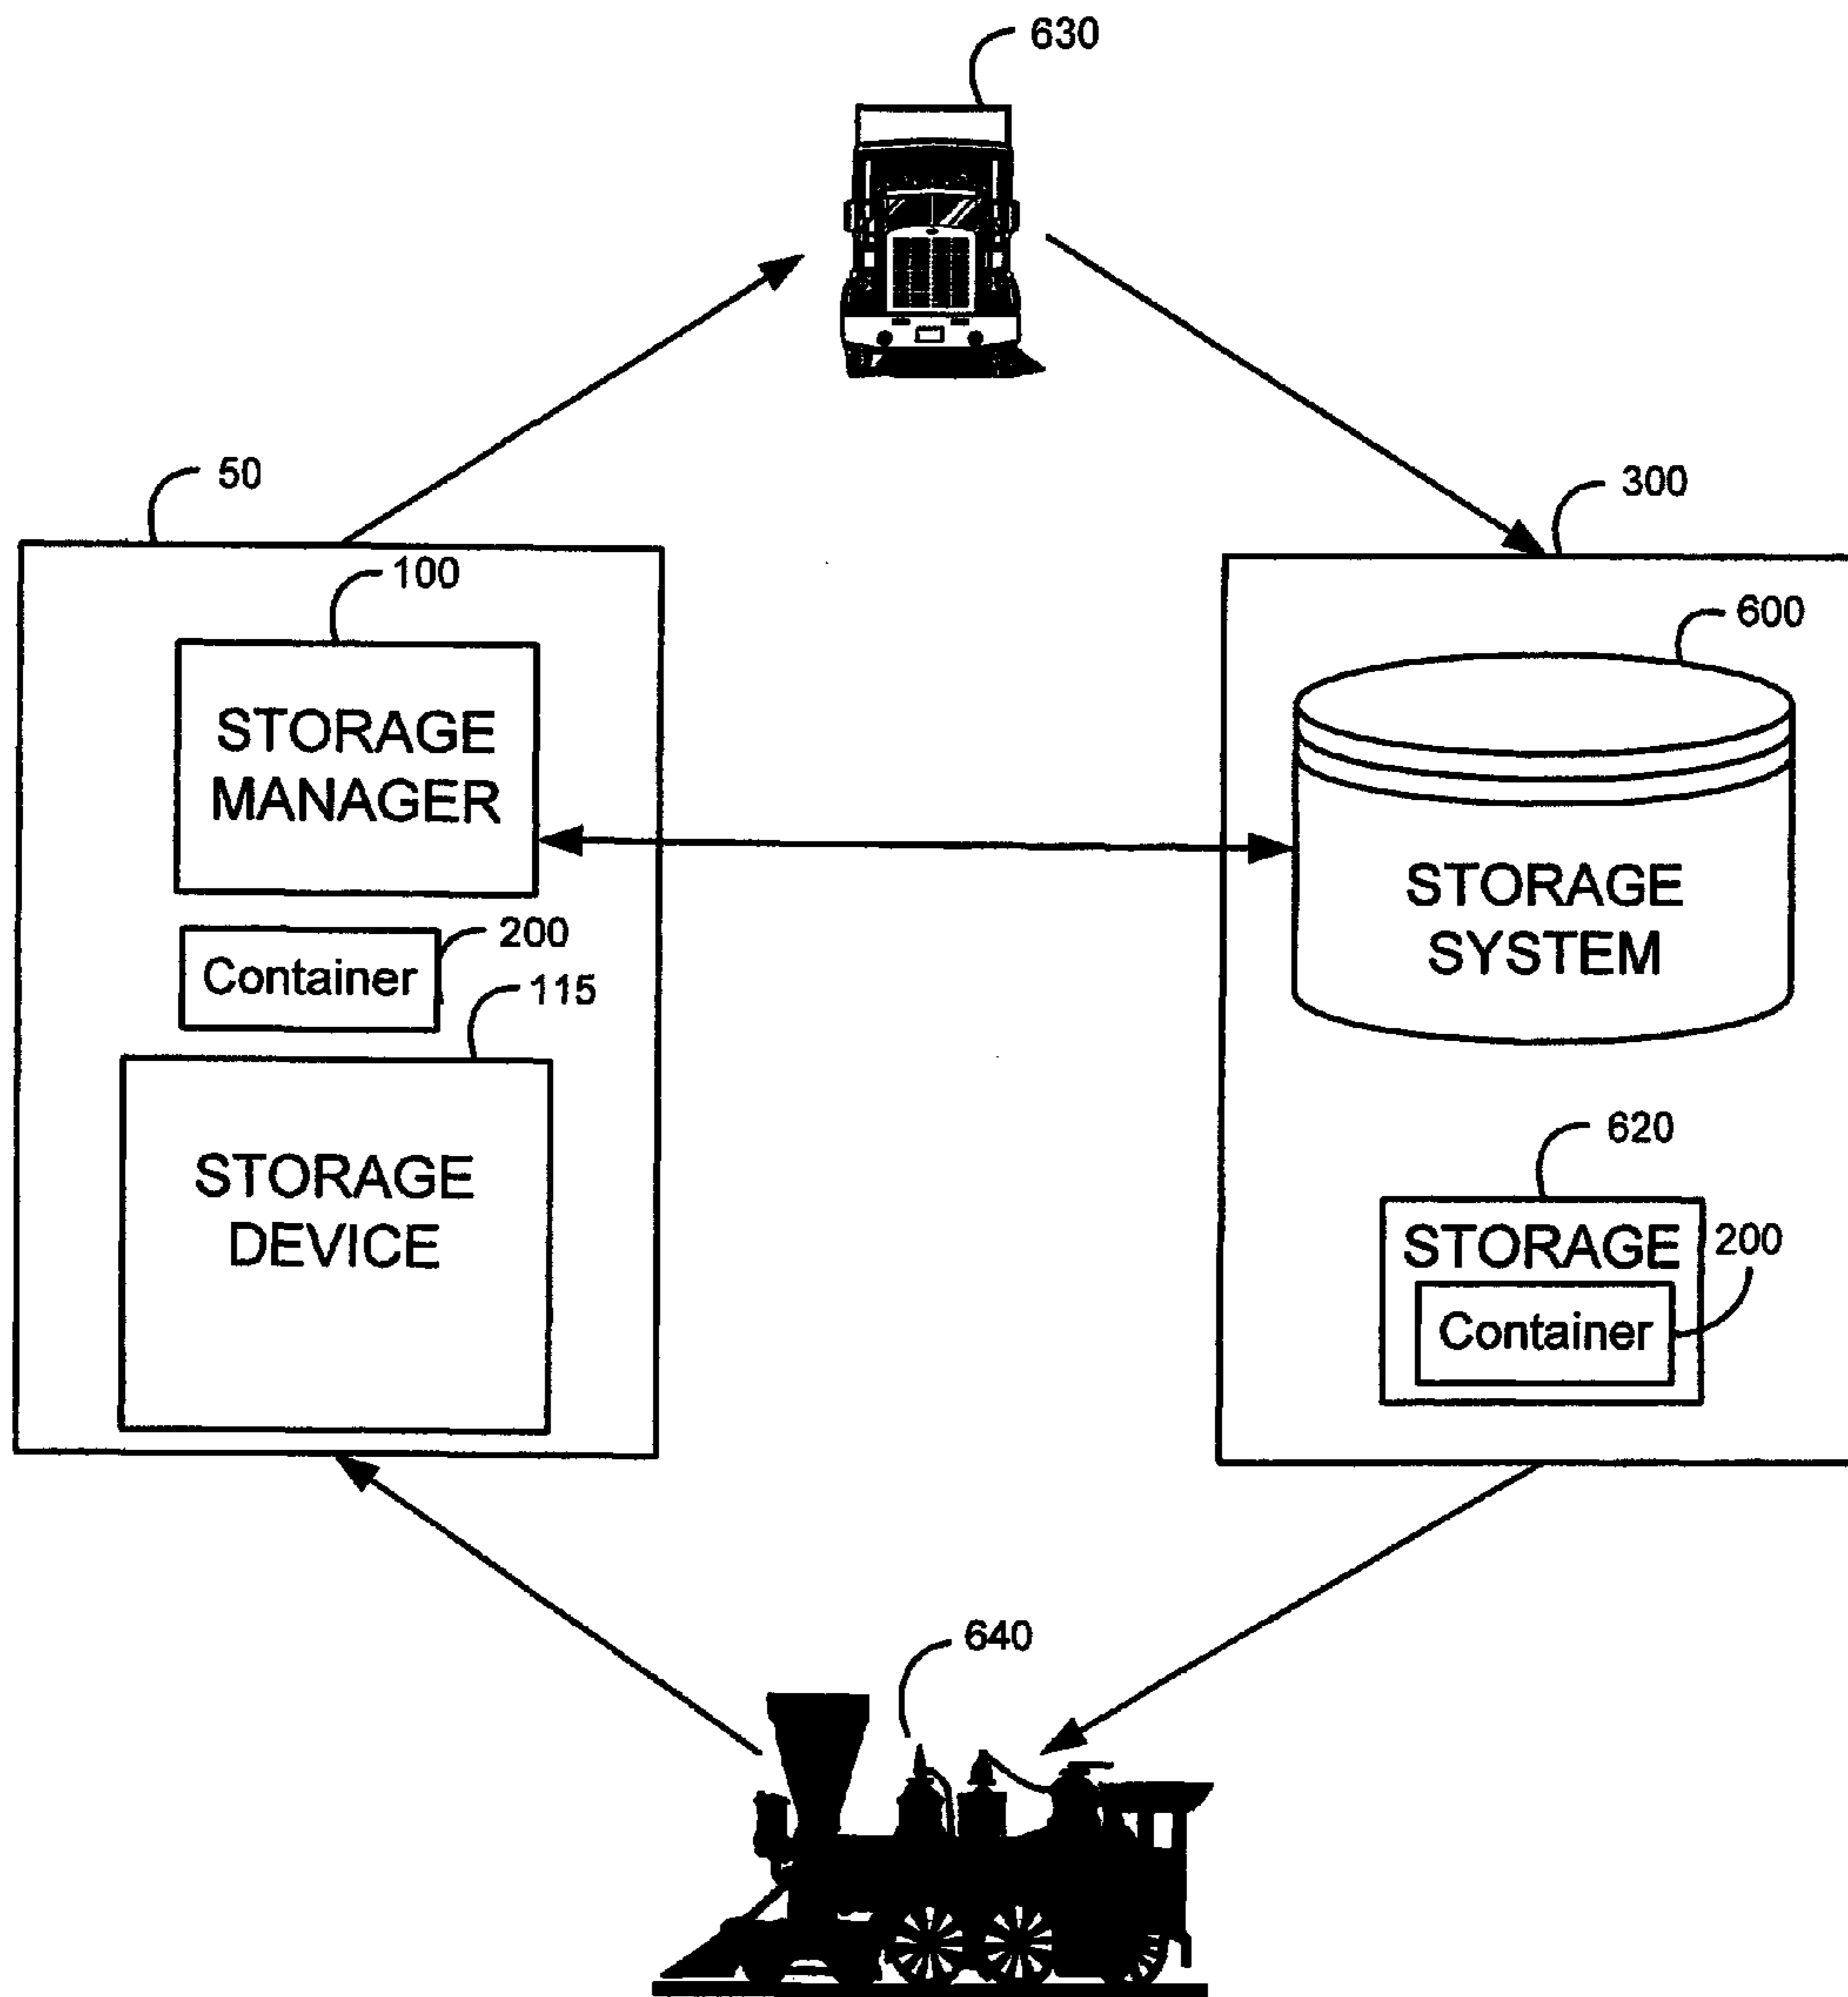 630
50
300
100
600
STORAGE
MANAGER
200
Container
115
STORAGE
SYSTEM
STORAGE
DEVICE
620
STORAGE
200
Container
640